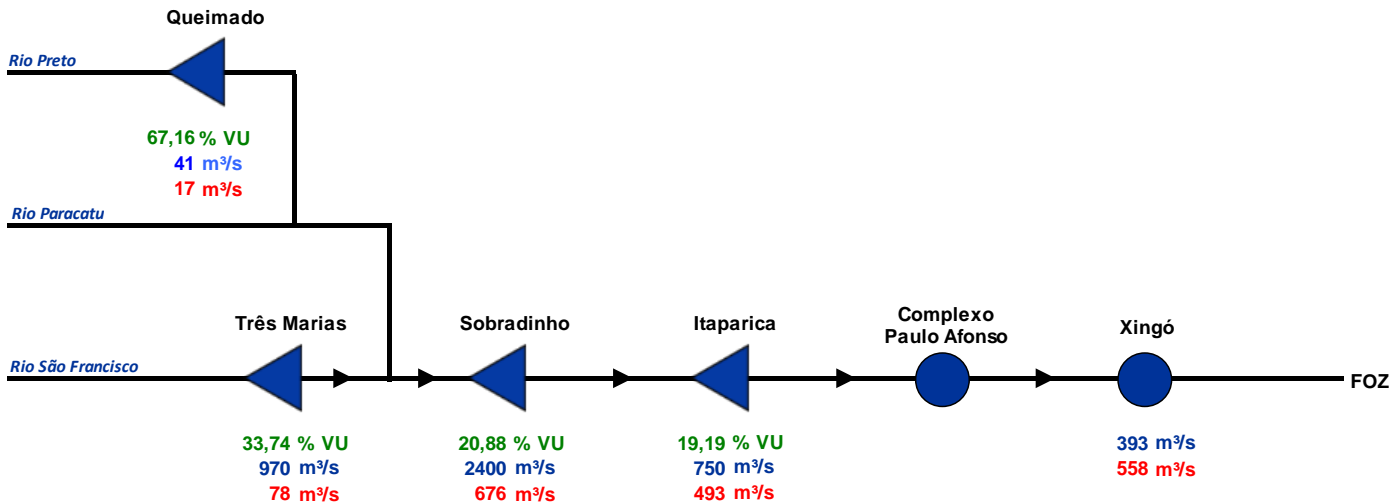 Queimado
Rio Preto
67,16 % VU
41 m³/s
17 m³/s
Rio Paracatu
Três Marias
Sobradinho
Itaparica
Complexo
Paulo Afonso
Xingó
Rio São Francisco
FOZ
33,74 % VU
970 m³/s
78 m³/s
20,88 % VU
2400 m³/s
676 m³/s
19,19 % VU
750 m³/s
493 m³/s
393 m³/s
558 m³/s